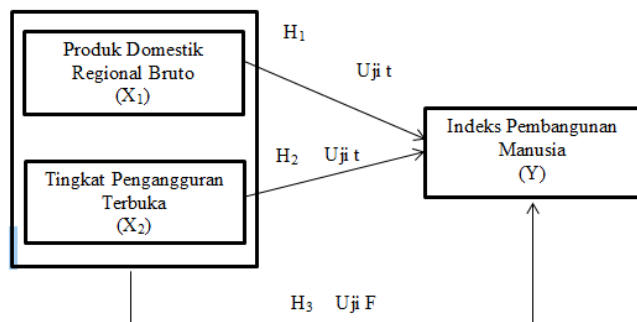 Produk Domestik
Regional Bruto
(X₁)
H₁
Uji t
Indeks Pembangunan
Manusia
(Y)
H₂ Uji t
Tingkat Pengangguran
Terbuka
(X₂)
H₃ Uji F